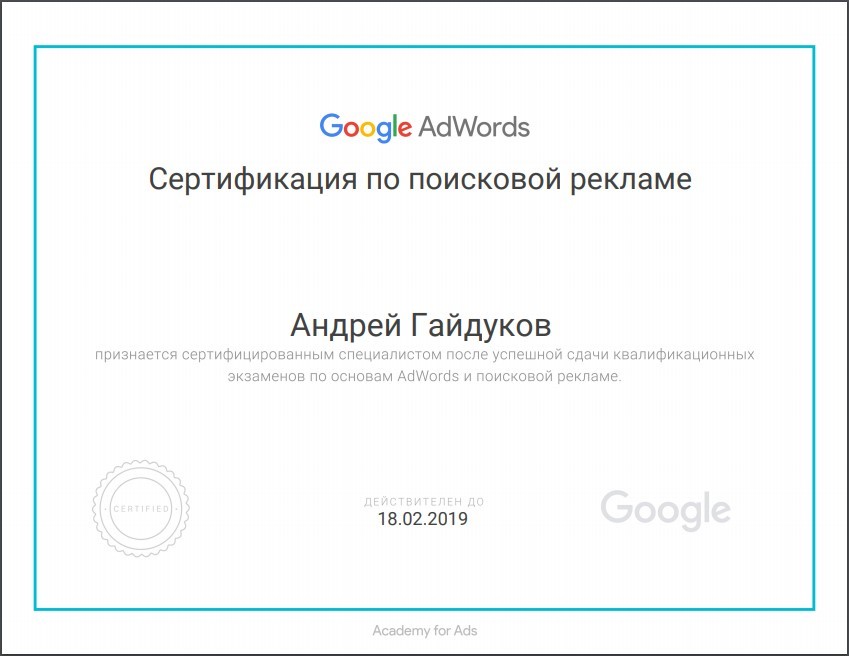 Google AdWords
Сертификация по поисковой рекламе
Андрей Гайдуков
признается сертифицированным специалистом после успешной сдачи квалификационных
экзаменов по основам AdWords и поисковой рекламе.
CERTIFIED
ДЕЙСТВИТЕЛЕН ДО
18.02.2019
Google
Academy for Ads